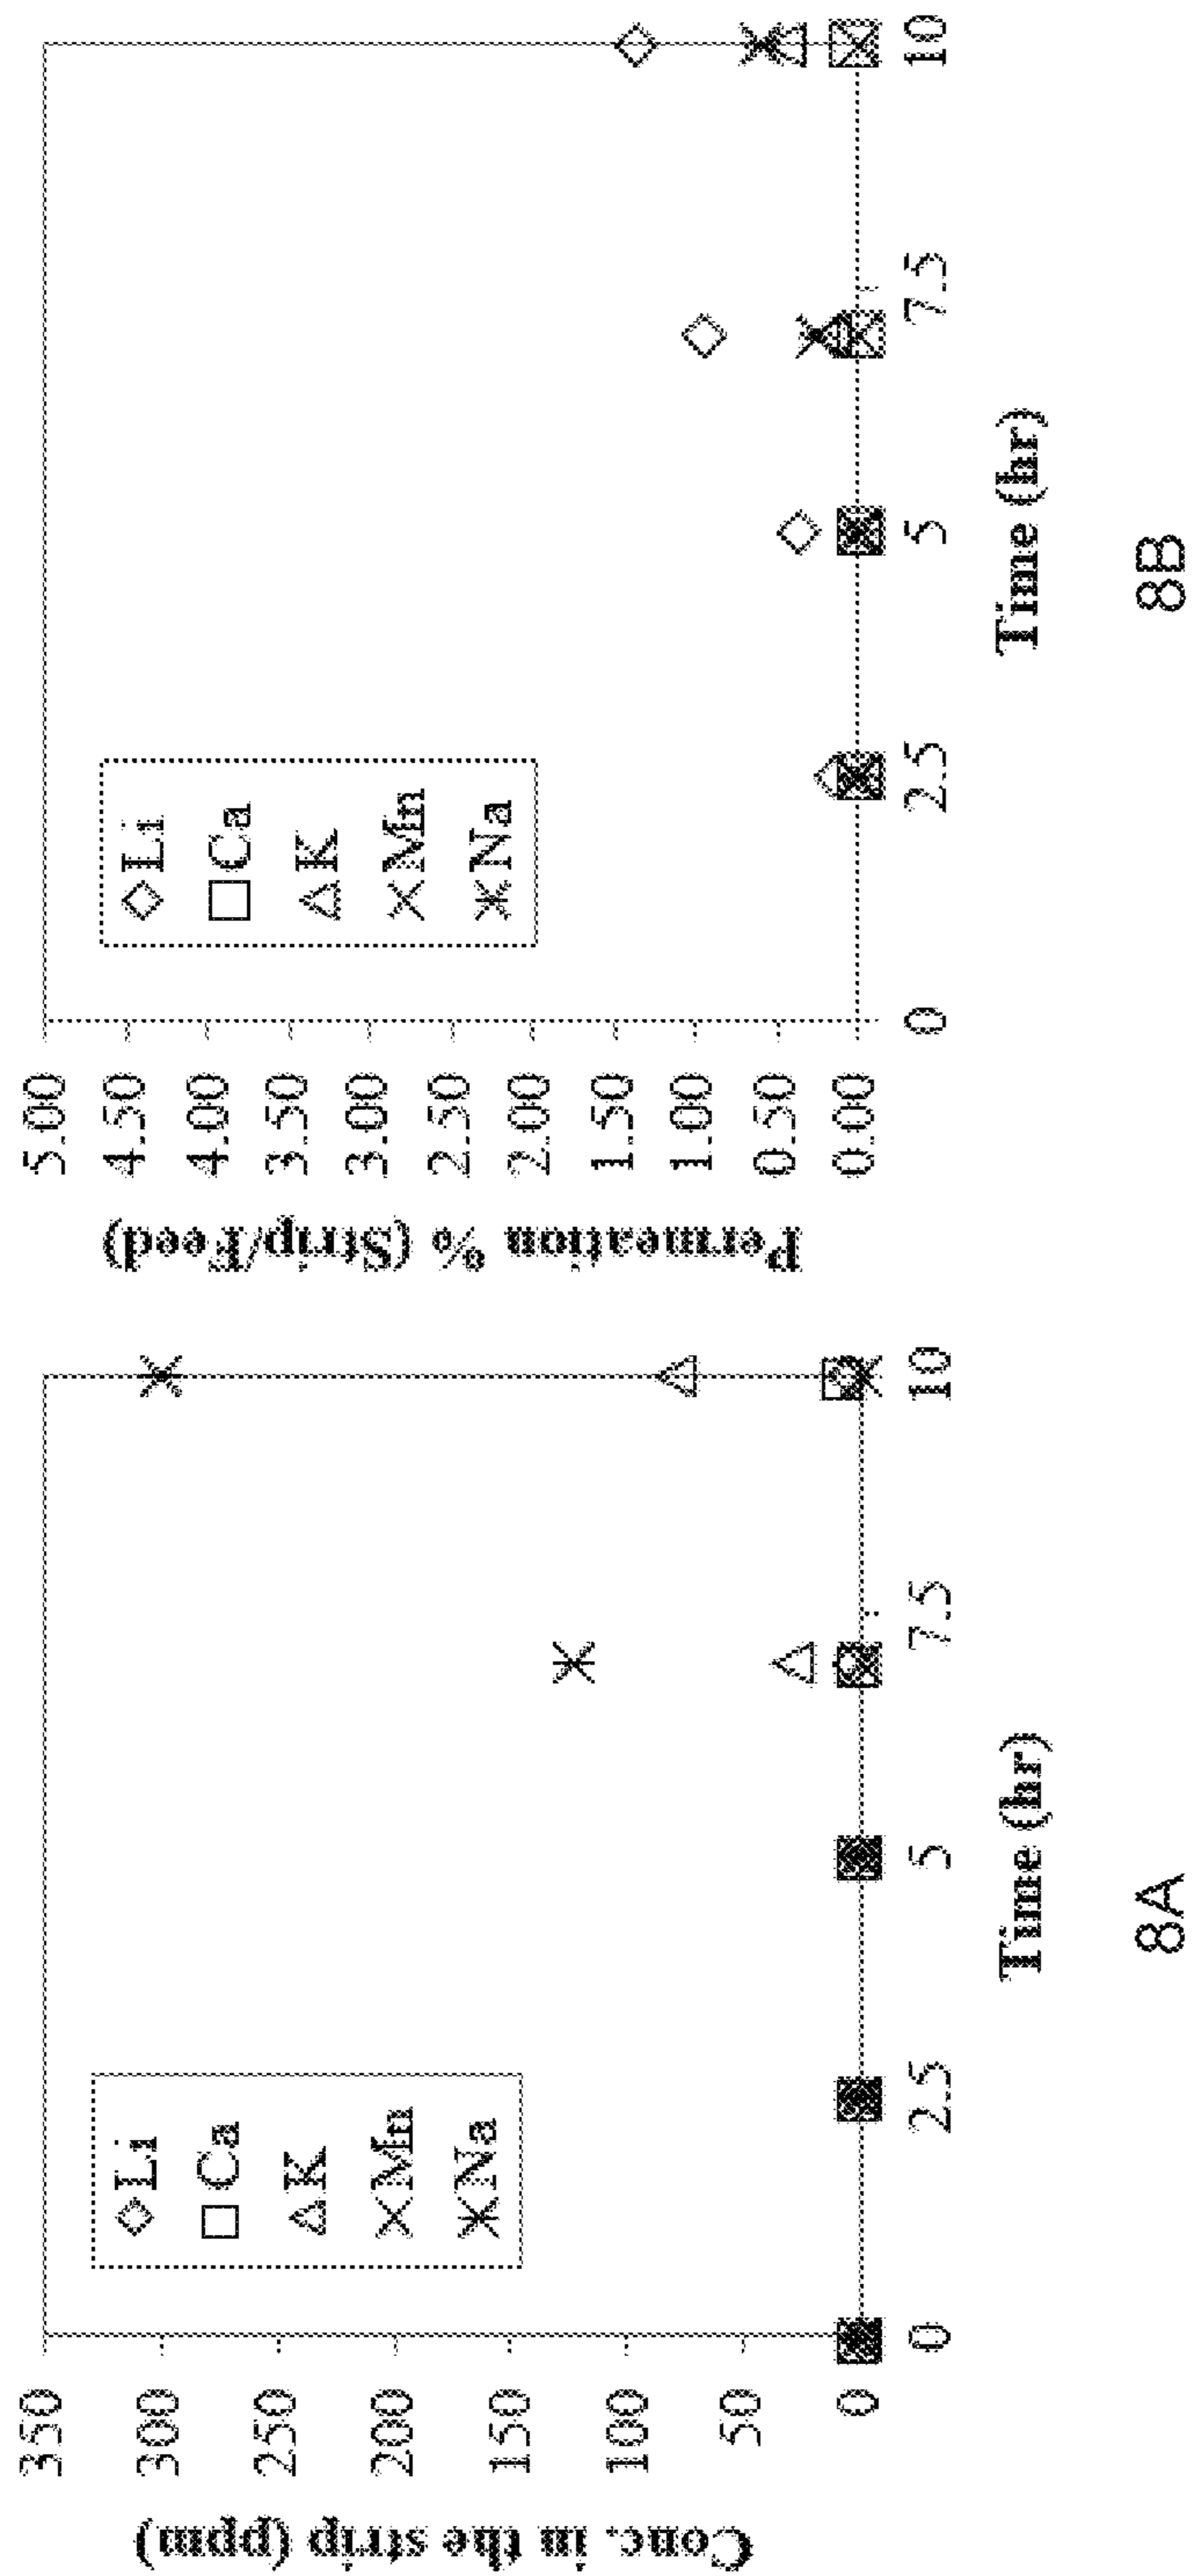 Conc. in the strip (ppm)
350
300
250
200
150
100
50
0
Li
Ca
K
Mn
Na
0
2.5
5
7.5
10
Time (hr)
8A
Permeation % (Strip/Feed)
5.00
4.50
4.00
3.50
3.00
2.50
2.00
1.50
1.00
0.50
0.00
Li
Ca
K
Mn
Na
0
2.5
5
7.5
10
Time (hr)
8B